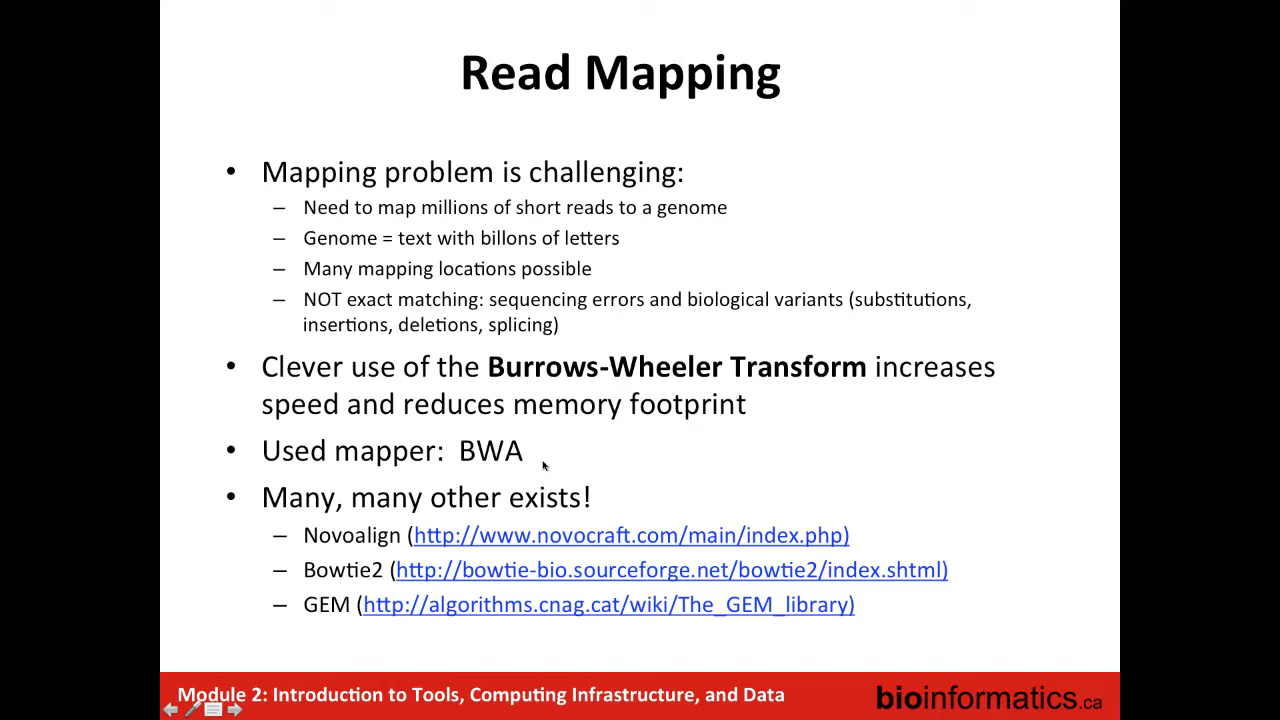 Read Mapping
• Mapping problem is challenging:
– Need to map millions of short reads to a genome
– Genome = text with billons of letters
– Many mapping locations possible
– NOT exact matching: sequencing errors and biological variants (substitutions,
insertions, deletions, splicing)
• Clever use of the Burrows-Wheeler Transform increases
speed and reduces memory footprint
• Used mapper: BWA
• Many, many other exists!
– Novoalign (http://www.novocraft.com/main/index.php)
– Bowtie2 (http://bowtie-bio.sourceforge.net/bowtie2/index.shtml)
– GEM (http://algorithms.cnag.cat/wiki/The_GEM_library)
Module 2: Introduction to Tools, Computing Infrastructure, and Data
bioinformatics.ca